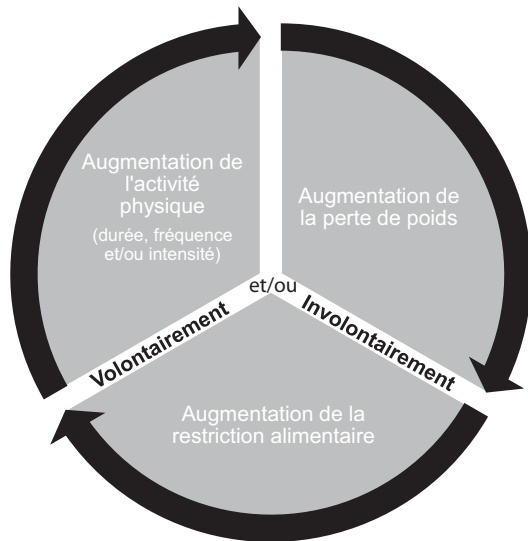 Augmentation de
l'activité
physique
(durée, fréquence
et/ou intensité)
Augmentation de
la perte de poids
et/ou
Volontairement
Involontairement
Augmentation de la
restriction alimentaire